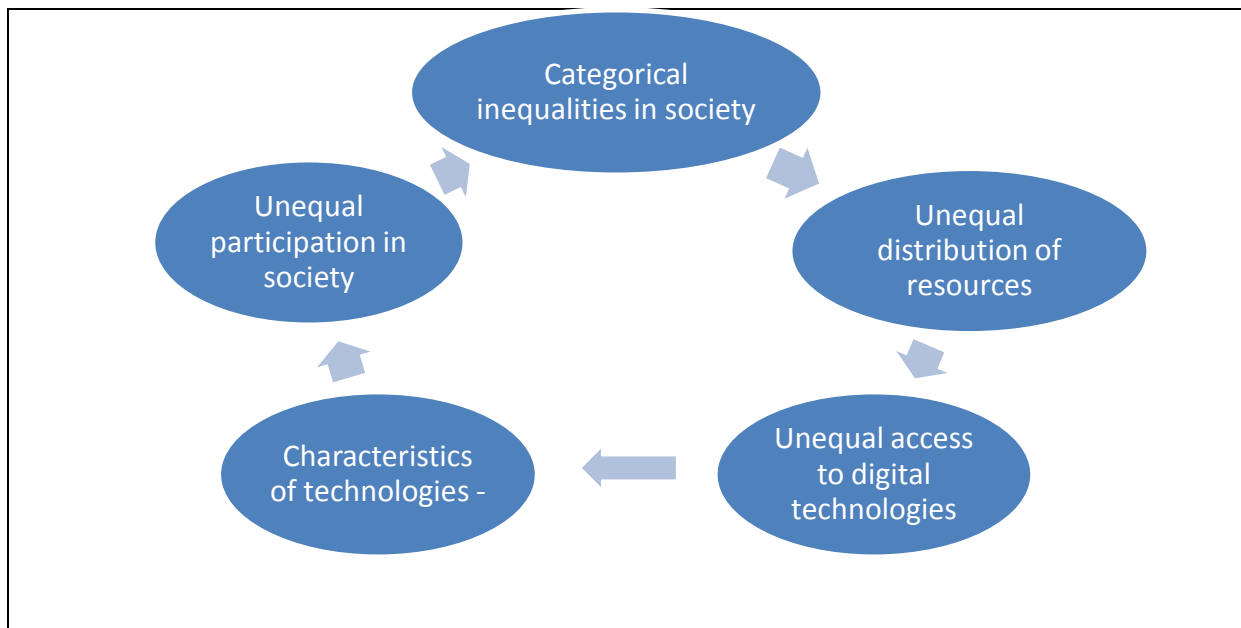 Categorical
inequalities in society
Unequal
distribution of
resources
Unequal access
to digital
technologies
Characteristics
of technologies -
Unequal
participation in
society